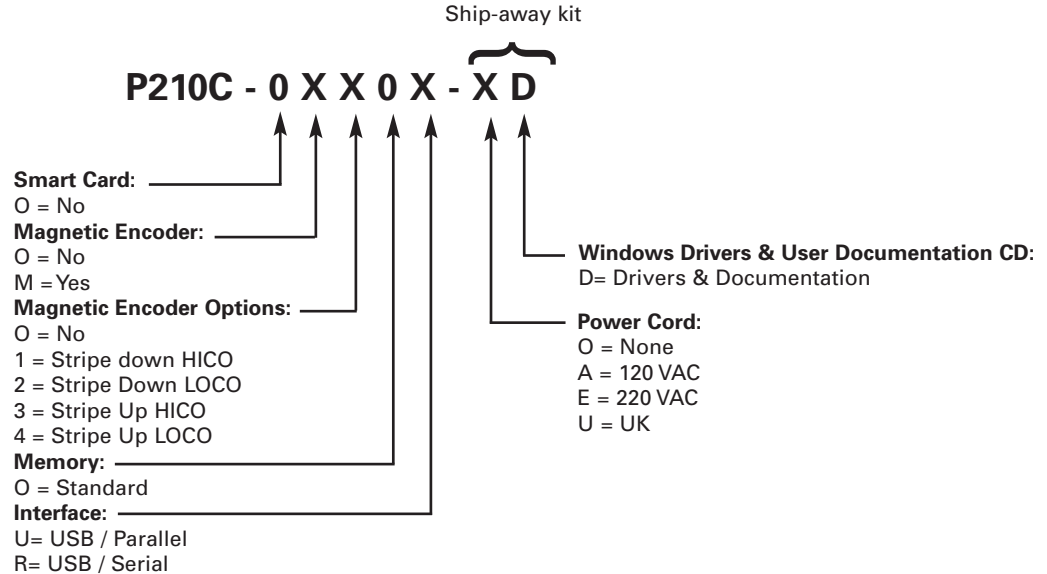 Ship-away kit
P210C - 0 X X 0 X - X D
Smart Card:
O = No
Magnetic Encoder:
O = No
M =Yes
Magnetic Encoder Options:
O = No
1 = Stripe down HICO
2 = Stripe Down LOCO
3 = Stripe Up HICO
4 = Stripe Up LOCO
Memory:
O = Standard
Interface:
U= USB / Parallel
R= USB / Serial
Windows Drivers & User Documentation CD:
D= Drivers & Documentation
Power Cord:
O = None
A = 120 VAC
E = 220 VAC
U = UK